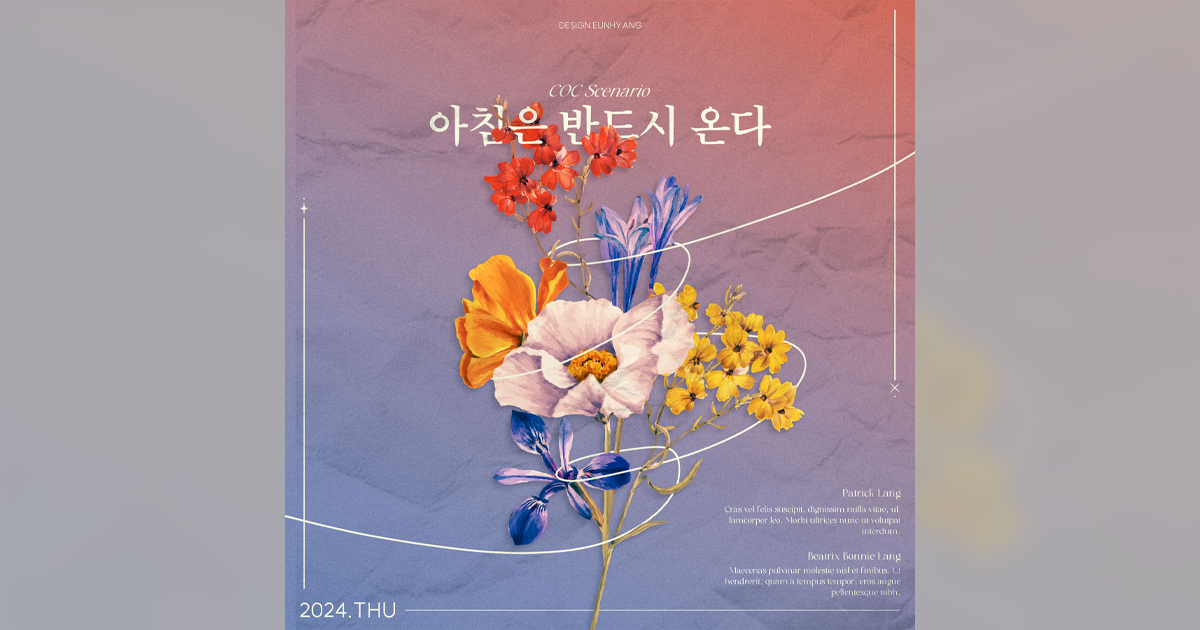 DESIGN EUNHYANG
COC Scenario
아침은 반드시 온다
Patrick Lang
Cras vel felis suscipit, dignissim nulla vitae, ul
lamcorper leo. Morbi ultrices nunc ut volutpat
interdum.
Beatrix Bonnie Lang
Maecenas pulvinar molestie nisl et finibus. Ut
hendrerit, quam a tempus tempor, eros augue
pellentesque nibh,
2024.THU